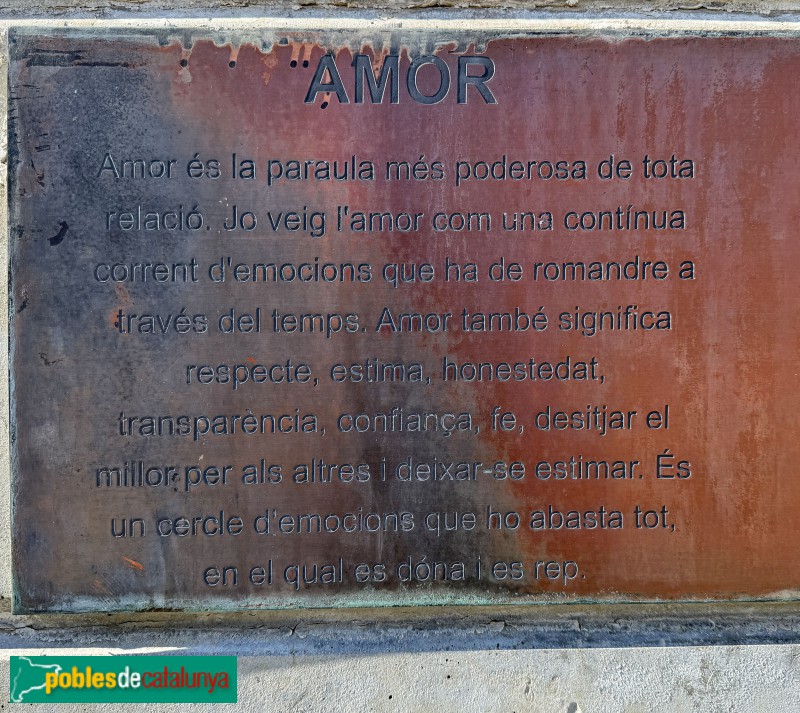 "AMOR
Amor és la paraula més poderosa de tota
relació. Jo veig l'amor com una contínua
corrent d'emocions que ha de romandre a
través del temps. Amor també significa
respecte, estima, honestedat,
transparència, confiança, fe, desitjar el
millor per als altres i deixar-se estimar. És
un cercle d'emocions que ho abasta tot,
en el qual es dóna i es rep.
poblesdecatalunya